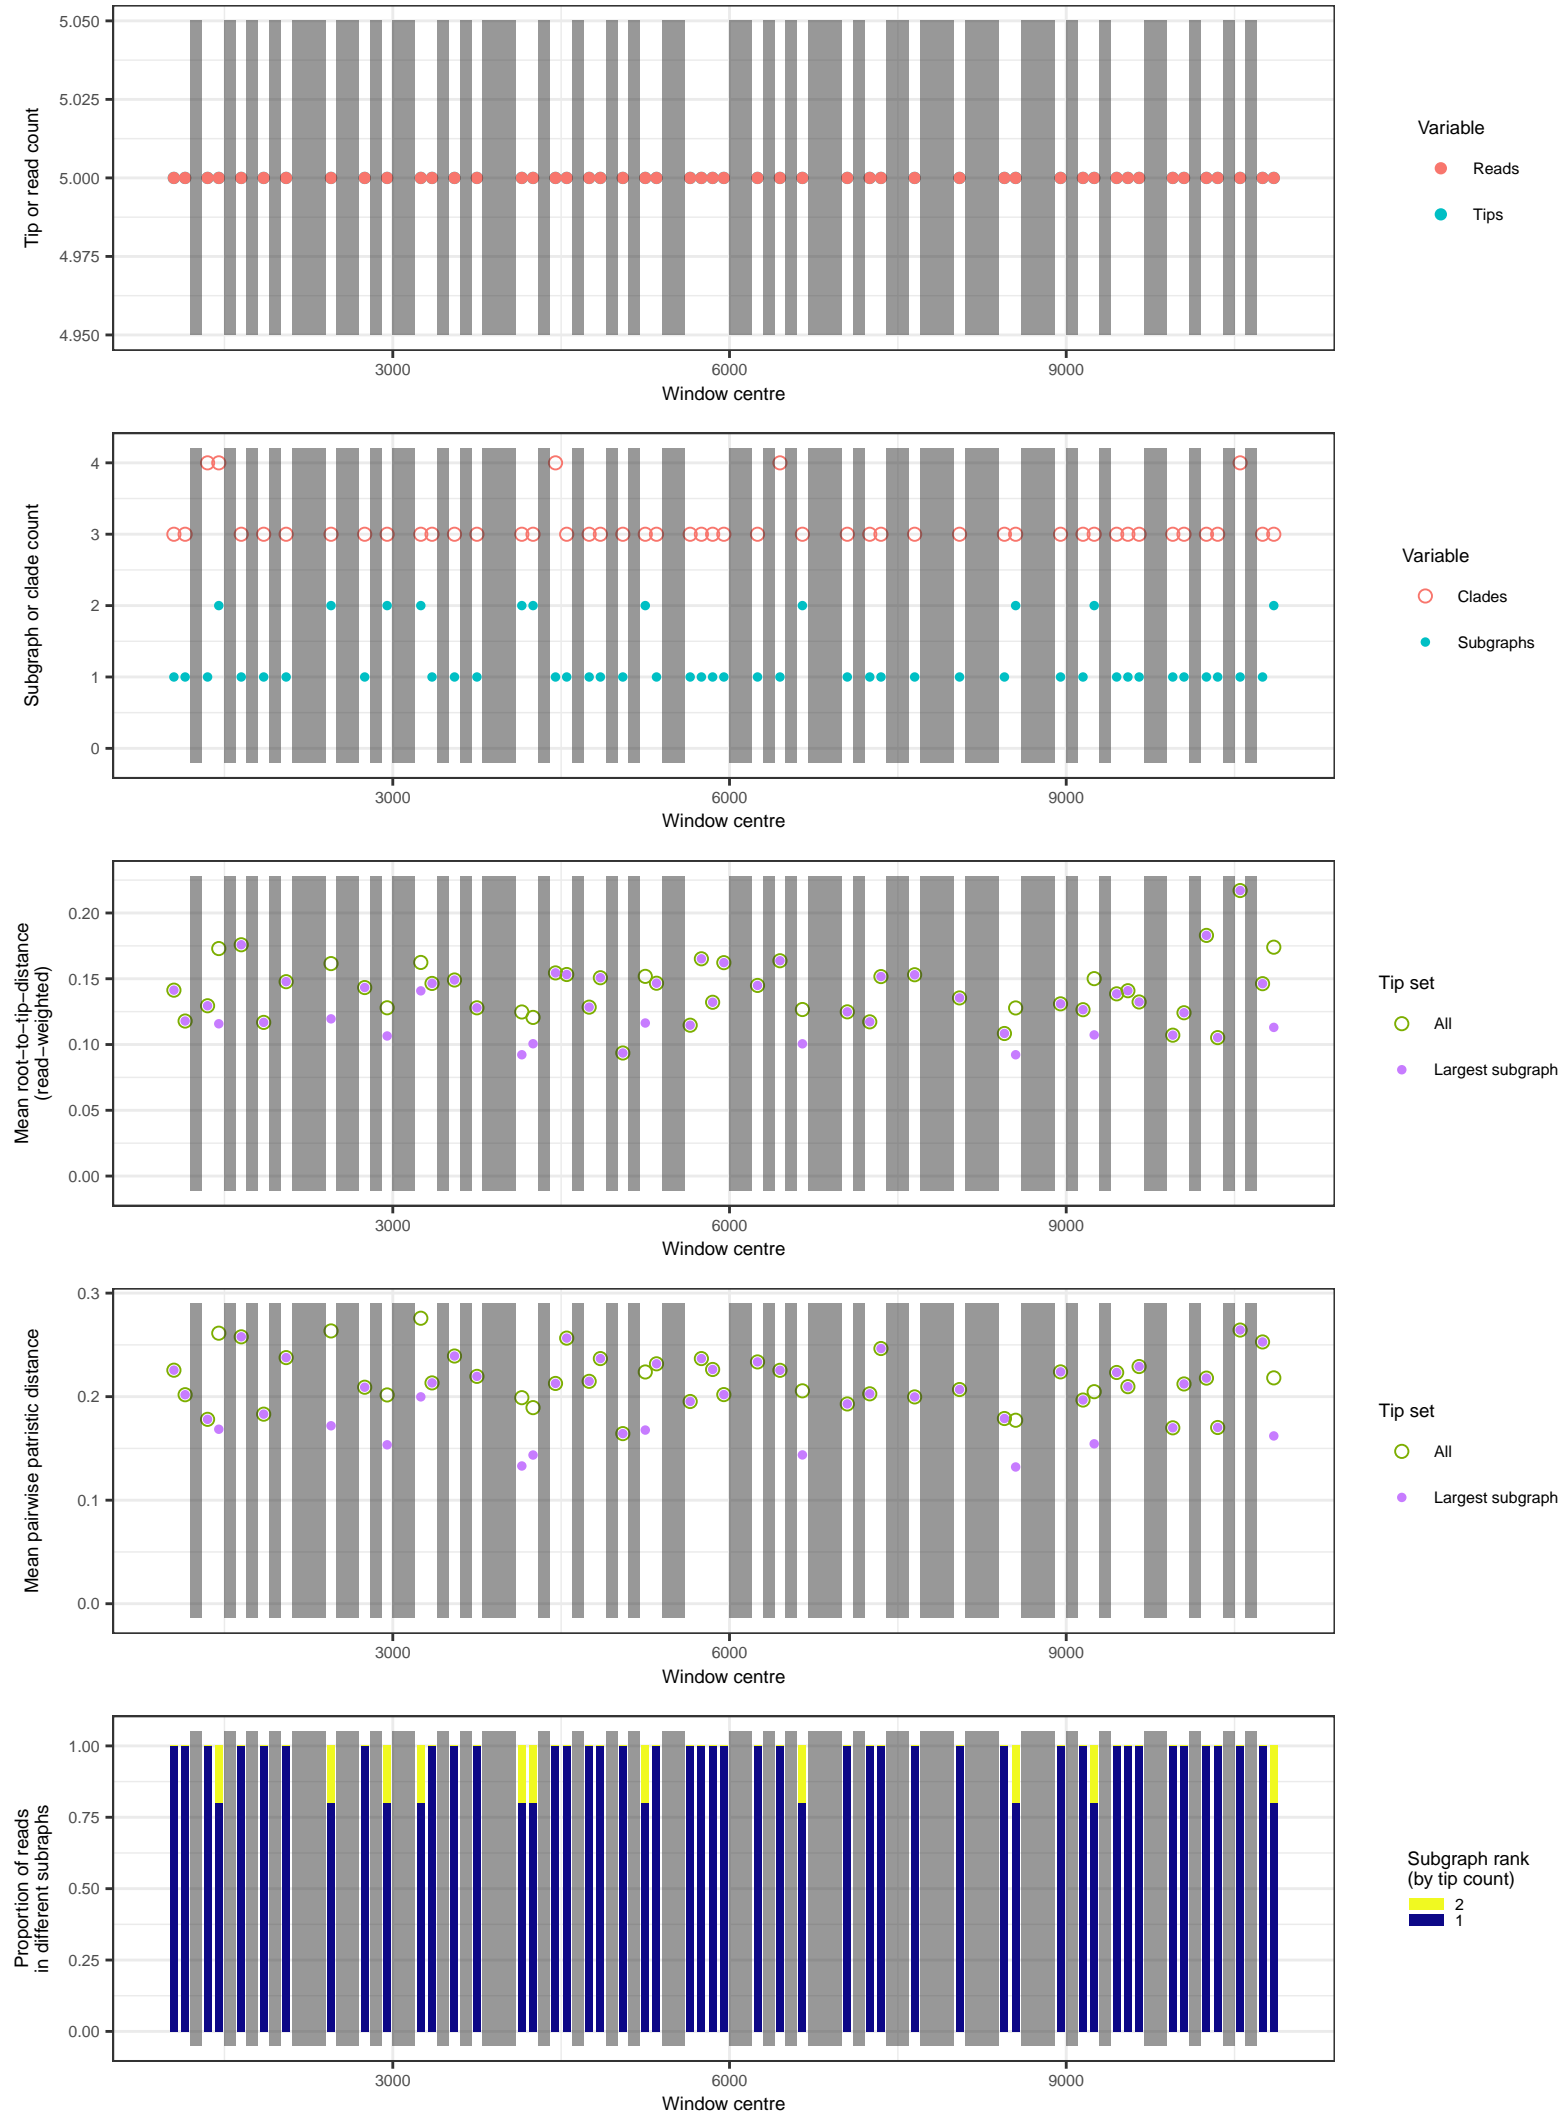 5.050
5.025
5.000
4.975
4.950
Tip or read count
3000
6000
9000
Window centre
Variable
Reads
Tips
4
3
2
1
0
Subgraph or clade count
3000
6000
9000
Window centre
Variable
Clades
Subgraphs
0.20
0.15
0.10
0.05
0.00
Mean root−to−tip−distance
(read−weighted)
3000
6000
9000
Window centre
Tip set
All
Largest subgraph
0.3
0.2
0.1
0.0
Mean pairwise patristic distance
3000
6000
9000
Window centre
Tip set
All
Largest subgraph
1.00
0.75
0.50
0.25
0.00
Proportion of reads
in different subraphs
3000
6000
9000
Window centre
Subgraph rank
(by tip count)
2
1